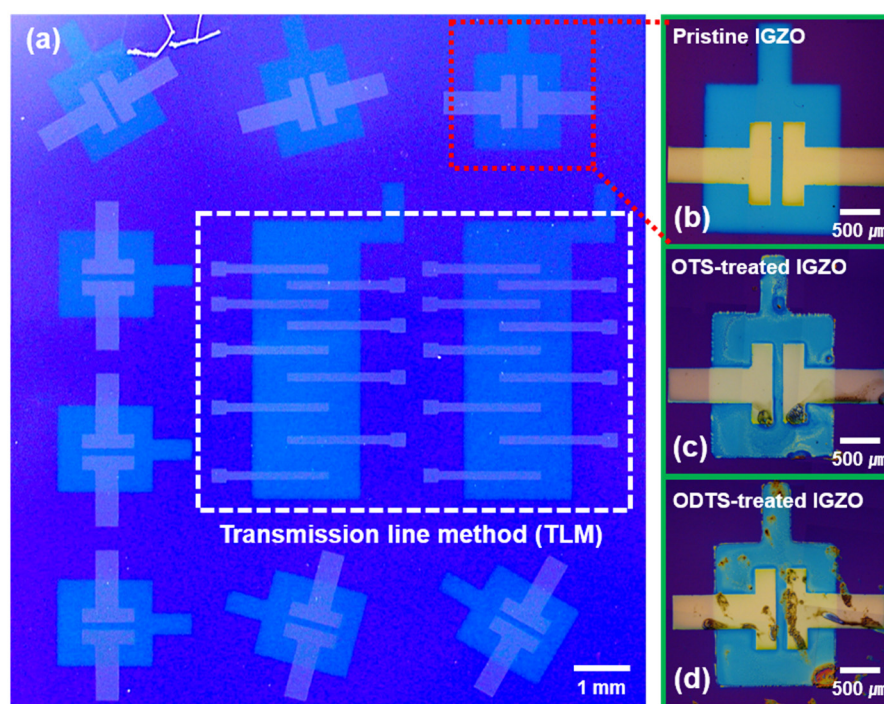 (a)
Transmission line method (TLM)
1 mm
Pristine IGZO
(b)
500 μm
OTS-treated IGZO
(c)
500 μm
ODTS-treated IGZO
(d)
500 μm